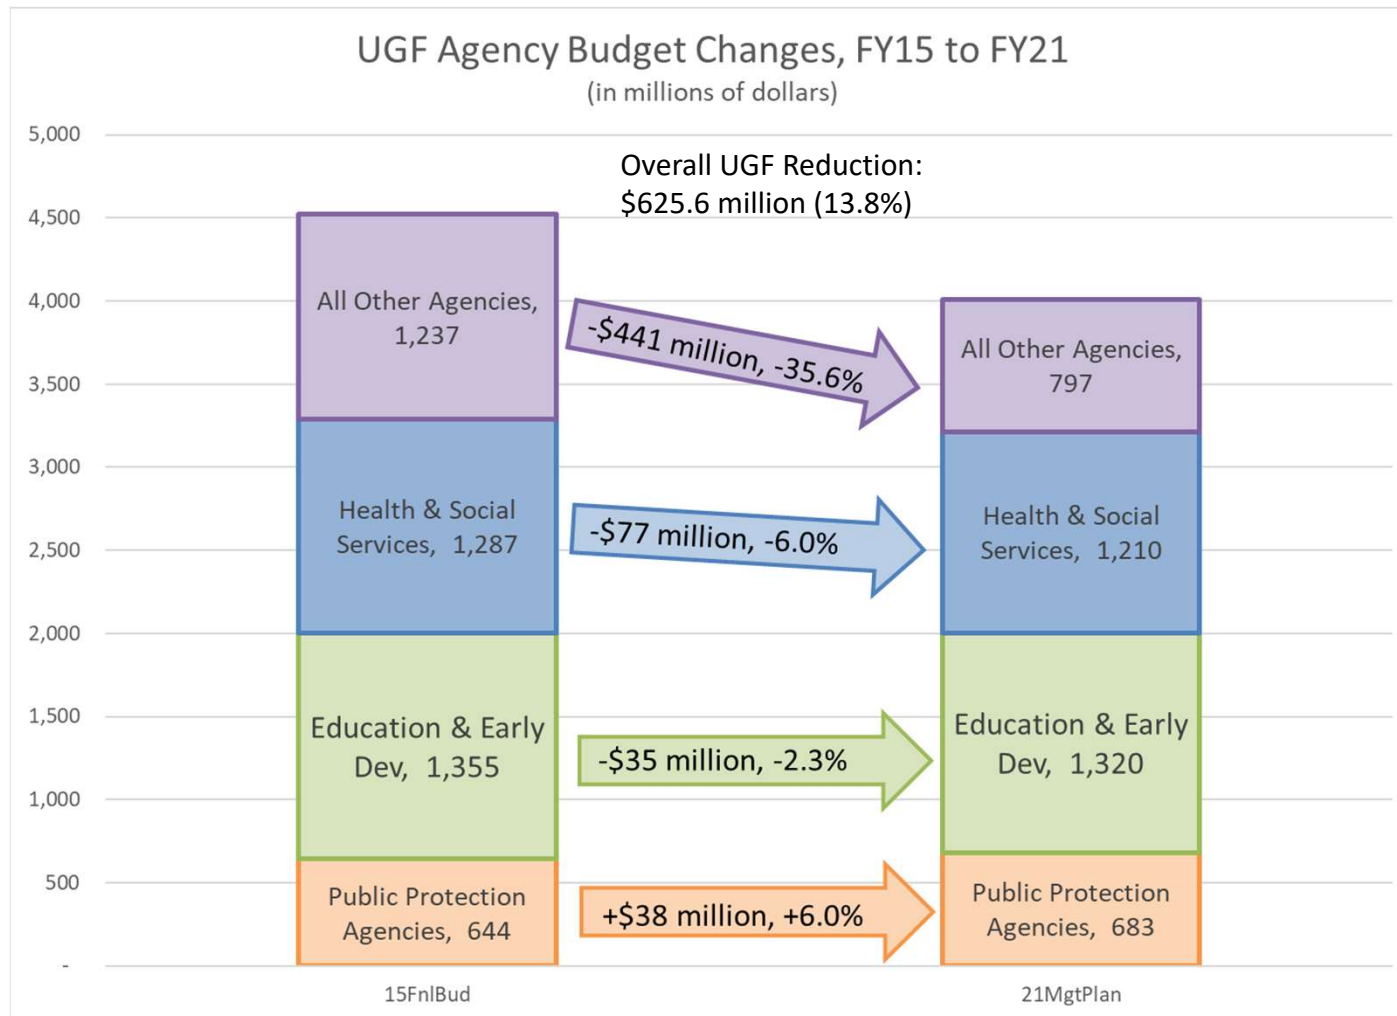 UGF Agency Budget Changes, FY15 to FY21
(in millions of dollars)
5,000
4,500
4,000
3,500
3,000
2,500
2,000
1,500
1,000
500
-
Overall UGF Reduction:
$625.6 million (13.8%)
All Other Agencies,
1,237
-$441 million, -35.6%
All Other Agencies,
797
Health & Social
Services, 1,287
-$77 million, -6.0%
Health & Social
Services, 1,210
Education & Early
Dev, 1,355
-$35 million, -2.3%
Education & Early
Dev, 1,320
Public Protection
Agencies, 644
+$38 million, +6.0%
Public Protection
Agencies, 683
15FnlBud
21MgtPlan